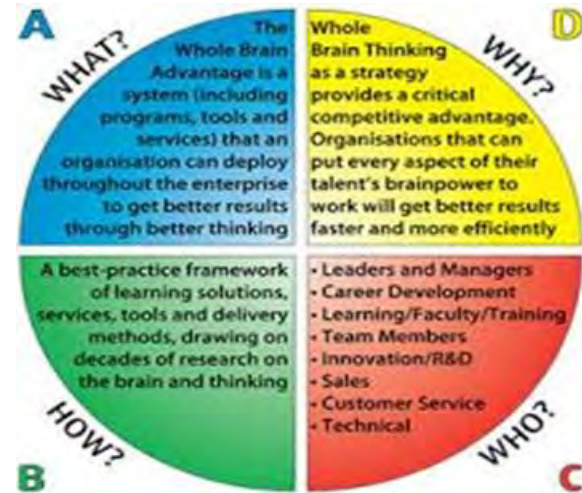 A
WHAT?
The
Whole Brain
Advantage is a
system (including
programs, tools and
services) that an
organisation can deploy
throughout the enterprise
to get better results
through better thinking
D
WHY?
Whole
Brain Thinking
as a strategy
provides a critical
competitive advantage.
Organisations that can
put every aspect of their
talent's brainpower to
work will get better results
faster and more efficiently
B
HOW?
A best-practice framework
of learning solutions,
services, tools and delivery
methods, drawing on
decades of research on
the brain and thinking
C
WHO?
• Leaders and Managers
• Career Development
• Learning/Faculty/Training
• Team Members
• Innovation/R&D
• Sales
• Customer Service
• Technical